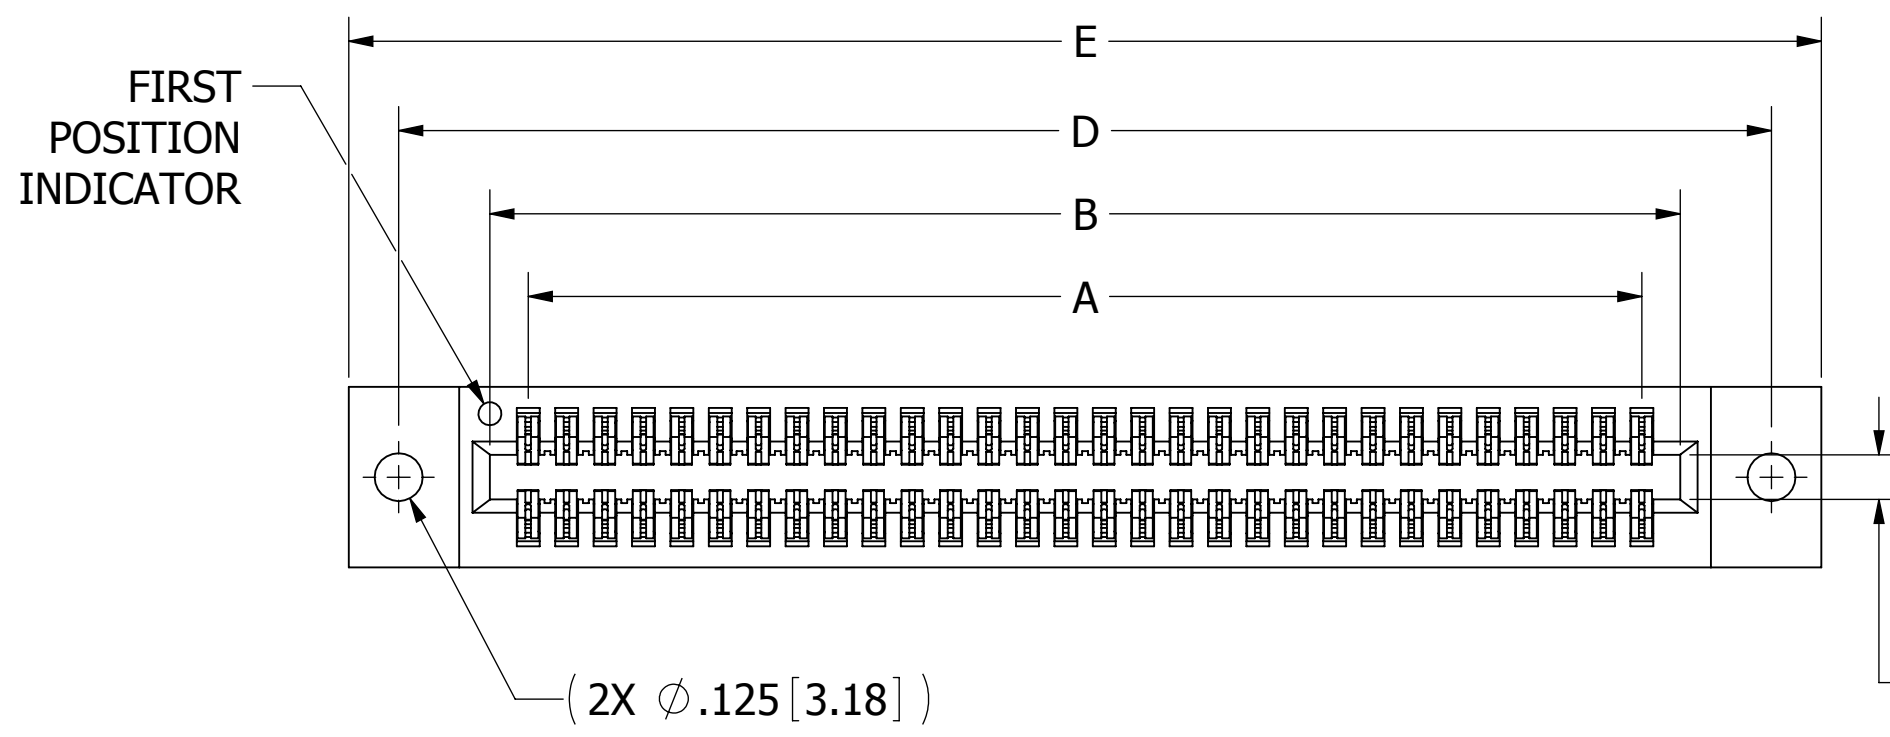 E
FIRST
POSITION
INDICATOR
D
B
A
(2X ∅.125[3.18])